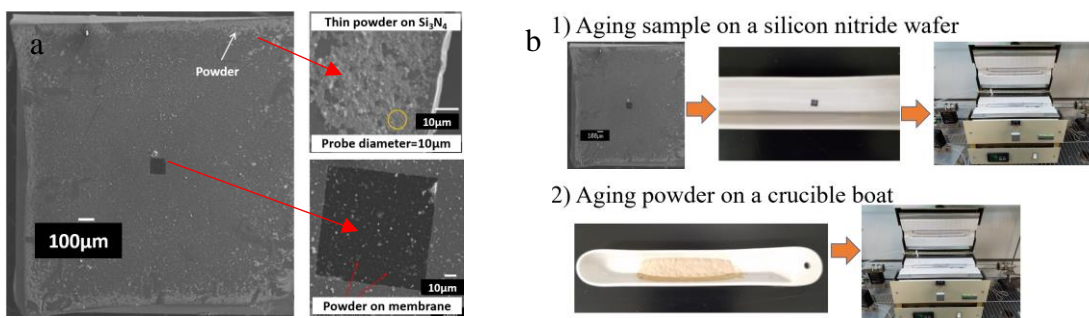 a
Powder
100μm
Thin powder on Si₃N₄
10μm
Probe diameter=10μm
10μm
Powder on membrane
b
1) Aging sample on a silicon nitride wafer
100μm
2) Aging powder on a crucible boat